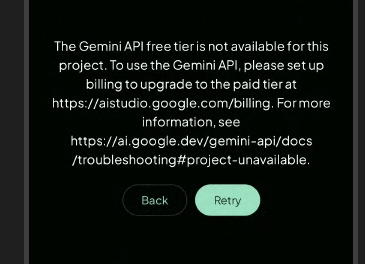 The Gemini API free tier is not available for this
project. To use the Gemini API, please set up
billing to upgrade to the paid tier at
https://aistudio.google.com/billing. For more
information, see
https://ai.google.dev/gemini-api/docs
/troubleshooting#project-unavailable.
Back Retry